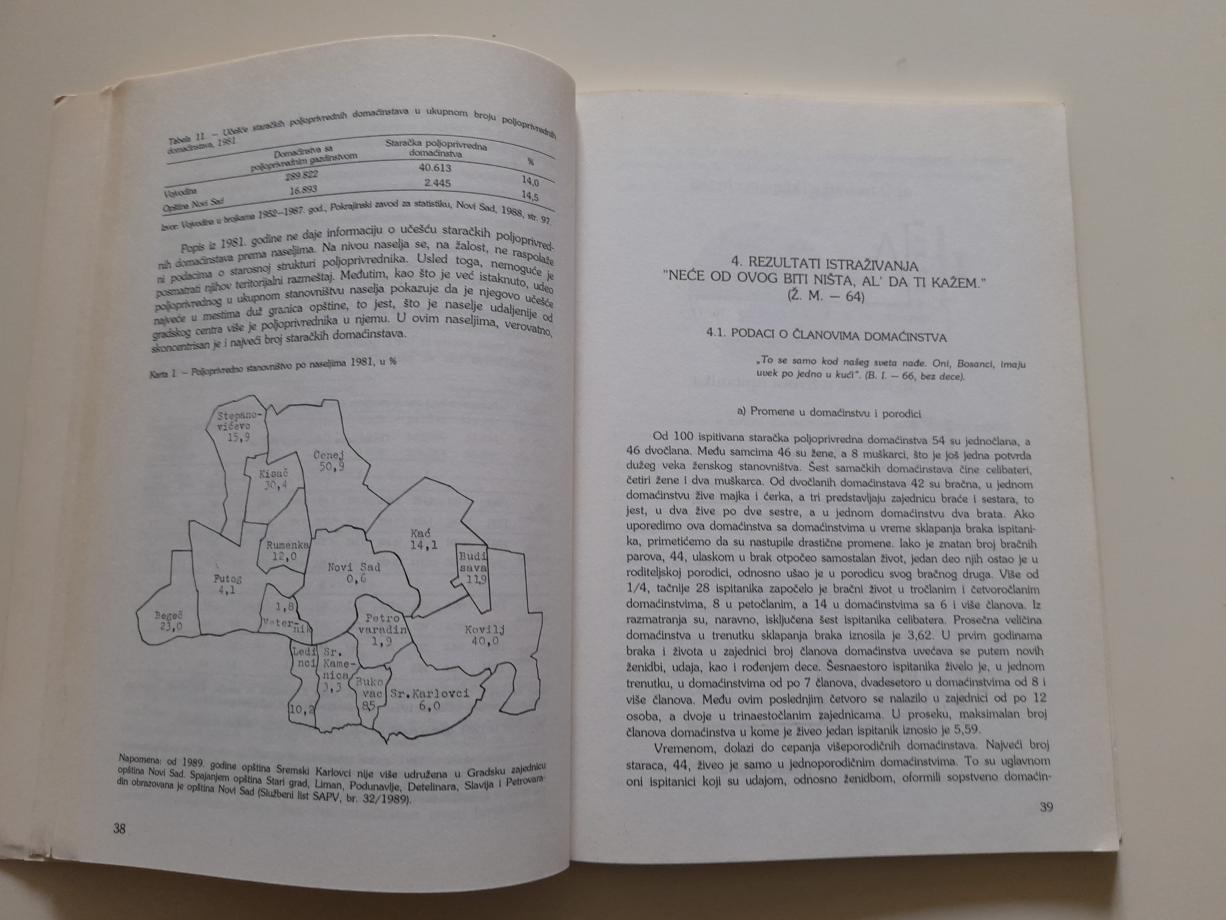 Tabela 11. — Učešće staračkih poljoprivrednih domaćinstava u ukupnom broju poljoprivrednih
domaćinstava, 1981.
Domaćinstva sa
poljoprivrednim gazdinstvom
Staračka poljoprivredna
domaćinstva
%
Vojvodina 289.822 40.613 14,0
Opština Novi Sad 16.893 2.445 14,5
Izvor: Vojvodina u brojkama 1952—1987. god., Pokrajinski zavod za statistiku, Novi Sad, 1988, str. 97.
Popis iz 1981. godine ne daje informaciju o učešću staračkih poljoprivred-
nih domaćinstava prema naseljima. Na nivou naselja se, na žalost, ne raspolaže
ni podacima o starosnoj strukturi poljoprivrednika. Usled toga, nemoguće je
posmatrati njihov teritorijalni razmeštaj. Međutim, kao što je već istaknuto, udeo
poljoprivrednog u ukupnom stanovništvu naselja pokazuje da je njegovo učešće
najveće u mestima duž granica opštine, to jest, što je naselje udaljenije od
gradskog centra više je poljoprivrednika u njemu. U ovim naseljima, verovatno,
skoncentrisan je i najveći broj staračkih domaćinstava.
Karta 1. — Poljoprivredno stanovništvo po naseljima 1981, u %
Stepano-
vićevo
15,9
Čenej
50,9
Kisač
30,4
Kać
14,1
Rumenka
12,0
Budi
sava
11,9
Novi Sad
0,6
Futog
4,1
Begeč
23,0
1,8
Veter-
nik
Petro
varadin
1,9
Kovilj
40,0
Ledi
nci
10,2
Sr.
Kame-
nica
3,3
Buko
vac
8,5
Sr.Karlovci
6,0
Napomena: od 1989. godine opština Sremski Karlovci nije više udružena u Gradsku zajednicu
opština Novi Sad. Spajanjem opština Stari grad, Liman, Podunavlje, Detelinara, Slavija i Petrovara-
din obrazovana je opština Novi Sad (Službeni list SAPV, br. 32/1989).
38
4. REZULTATI ISTRAŽIVANJA
"NEĆE OD OVOG BITI NIŠTA, AL' DA TI KAŽEM."
(Ž. M. — 64)
4.1. PODACI O ČLANOVIMA DOMAĆINSTVA
„To se samo kod našeg sveta nađe. Oni, Bosanci, imaju
uvek po jedno u kući". (B. I. — 66, bez dece).
a) Promene u domaćinstvu i porodici
Od 100 ispitivana staračka poljoprivredna domaćinstva 54 su jednočlana, a
46 dvočlana. Među samcima 46 su žene, a 8 muškarci, što je još jedna potvrda
dužeg veka ženskog stanovništva. Šest samačkih domaćinstava čine celibateri,
četiri žene i dva muškarca. Od dvočlanih domaćinstava 42 su bračna, u jednom
domaćinstvu žive majka i ćerka, a tri predstavljaju zajednicu braće i sestara, to
jest, u dva žive po dve sestre, a u jednom domaćinstvu dva brata. Ako
uporedimo ova domaćinstva sa domaćinstvima u vreme sklapanja braka ispitani-
ka, primetićemo da su nastupile drastične promene. Iako je znatan broj bračnih
parova, 44, ulaskom u brak otpočeo samostalan život, jedan deo njih ostao je u
roditeljskoj porodici, odnosno ušao je u porodicu svog bračnog druga. Više od
1/4, tačnije 28 ispitanika započelo je bračni život u tročlanim i četvoročlanim
domaćinstvima, 8 u petočlanim, a 14 u domaćinstvima sa 6 i više članova. Iz
razmatranja su, naravno, isključena šest ispitanika celibatera. Prosečna veličina
domaćinstva u trenutku sklapanja braka iznosila je 3,62. U prvim godinama
braka i života u zajednici broj članova domaćinstva uvećava se putem novih
ženidbi, udaja, kao i rođenjem dece. Šesnaestoro ispitanika živelo je, u jednom
trenutku, u domaćinstvima od po 7 članova, dvadesetoro u domaćinstvima od 8 i
više članova. Među ovim poslednjim četvoro se nalazilo u zajednici od po 12
osoba, a dvoje u trinaestočlanim zajednicama. U proseku, maksimalan broj
članova domaćinstva u kome je živeo jedan ispitanik iznosio je 5,59.
Vremenom, dolazi do cepanja višeporodičnih domaćinstava. Najveći broj
staraca, 44, živeo je samo u jednoporodičnim domaćinstvima. To su uglavnom
oni ispitanici koji su udajom, odnosno ženidbom, oformili sopstveno domaćin-
39